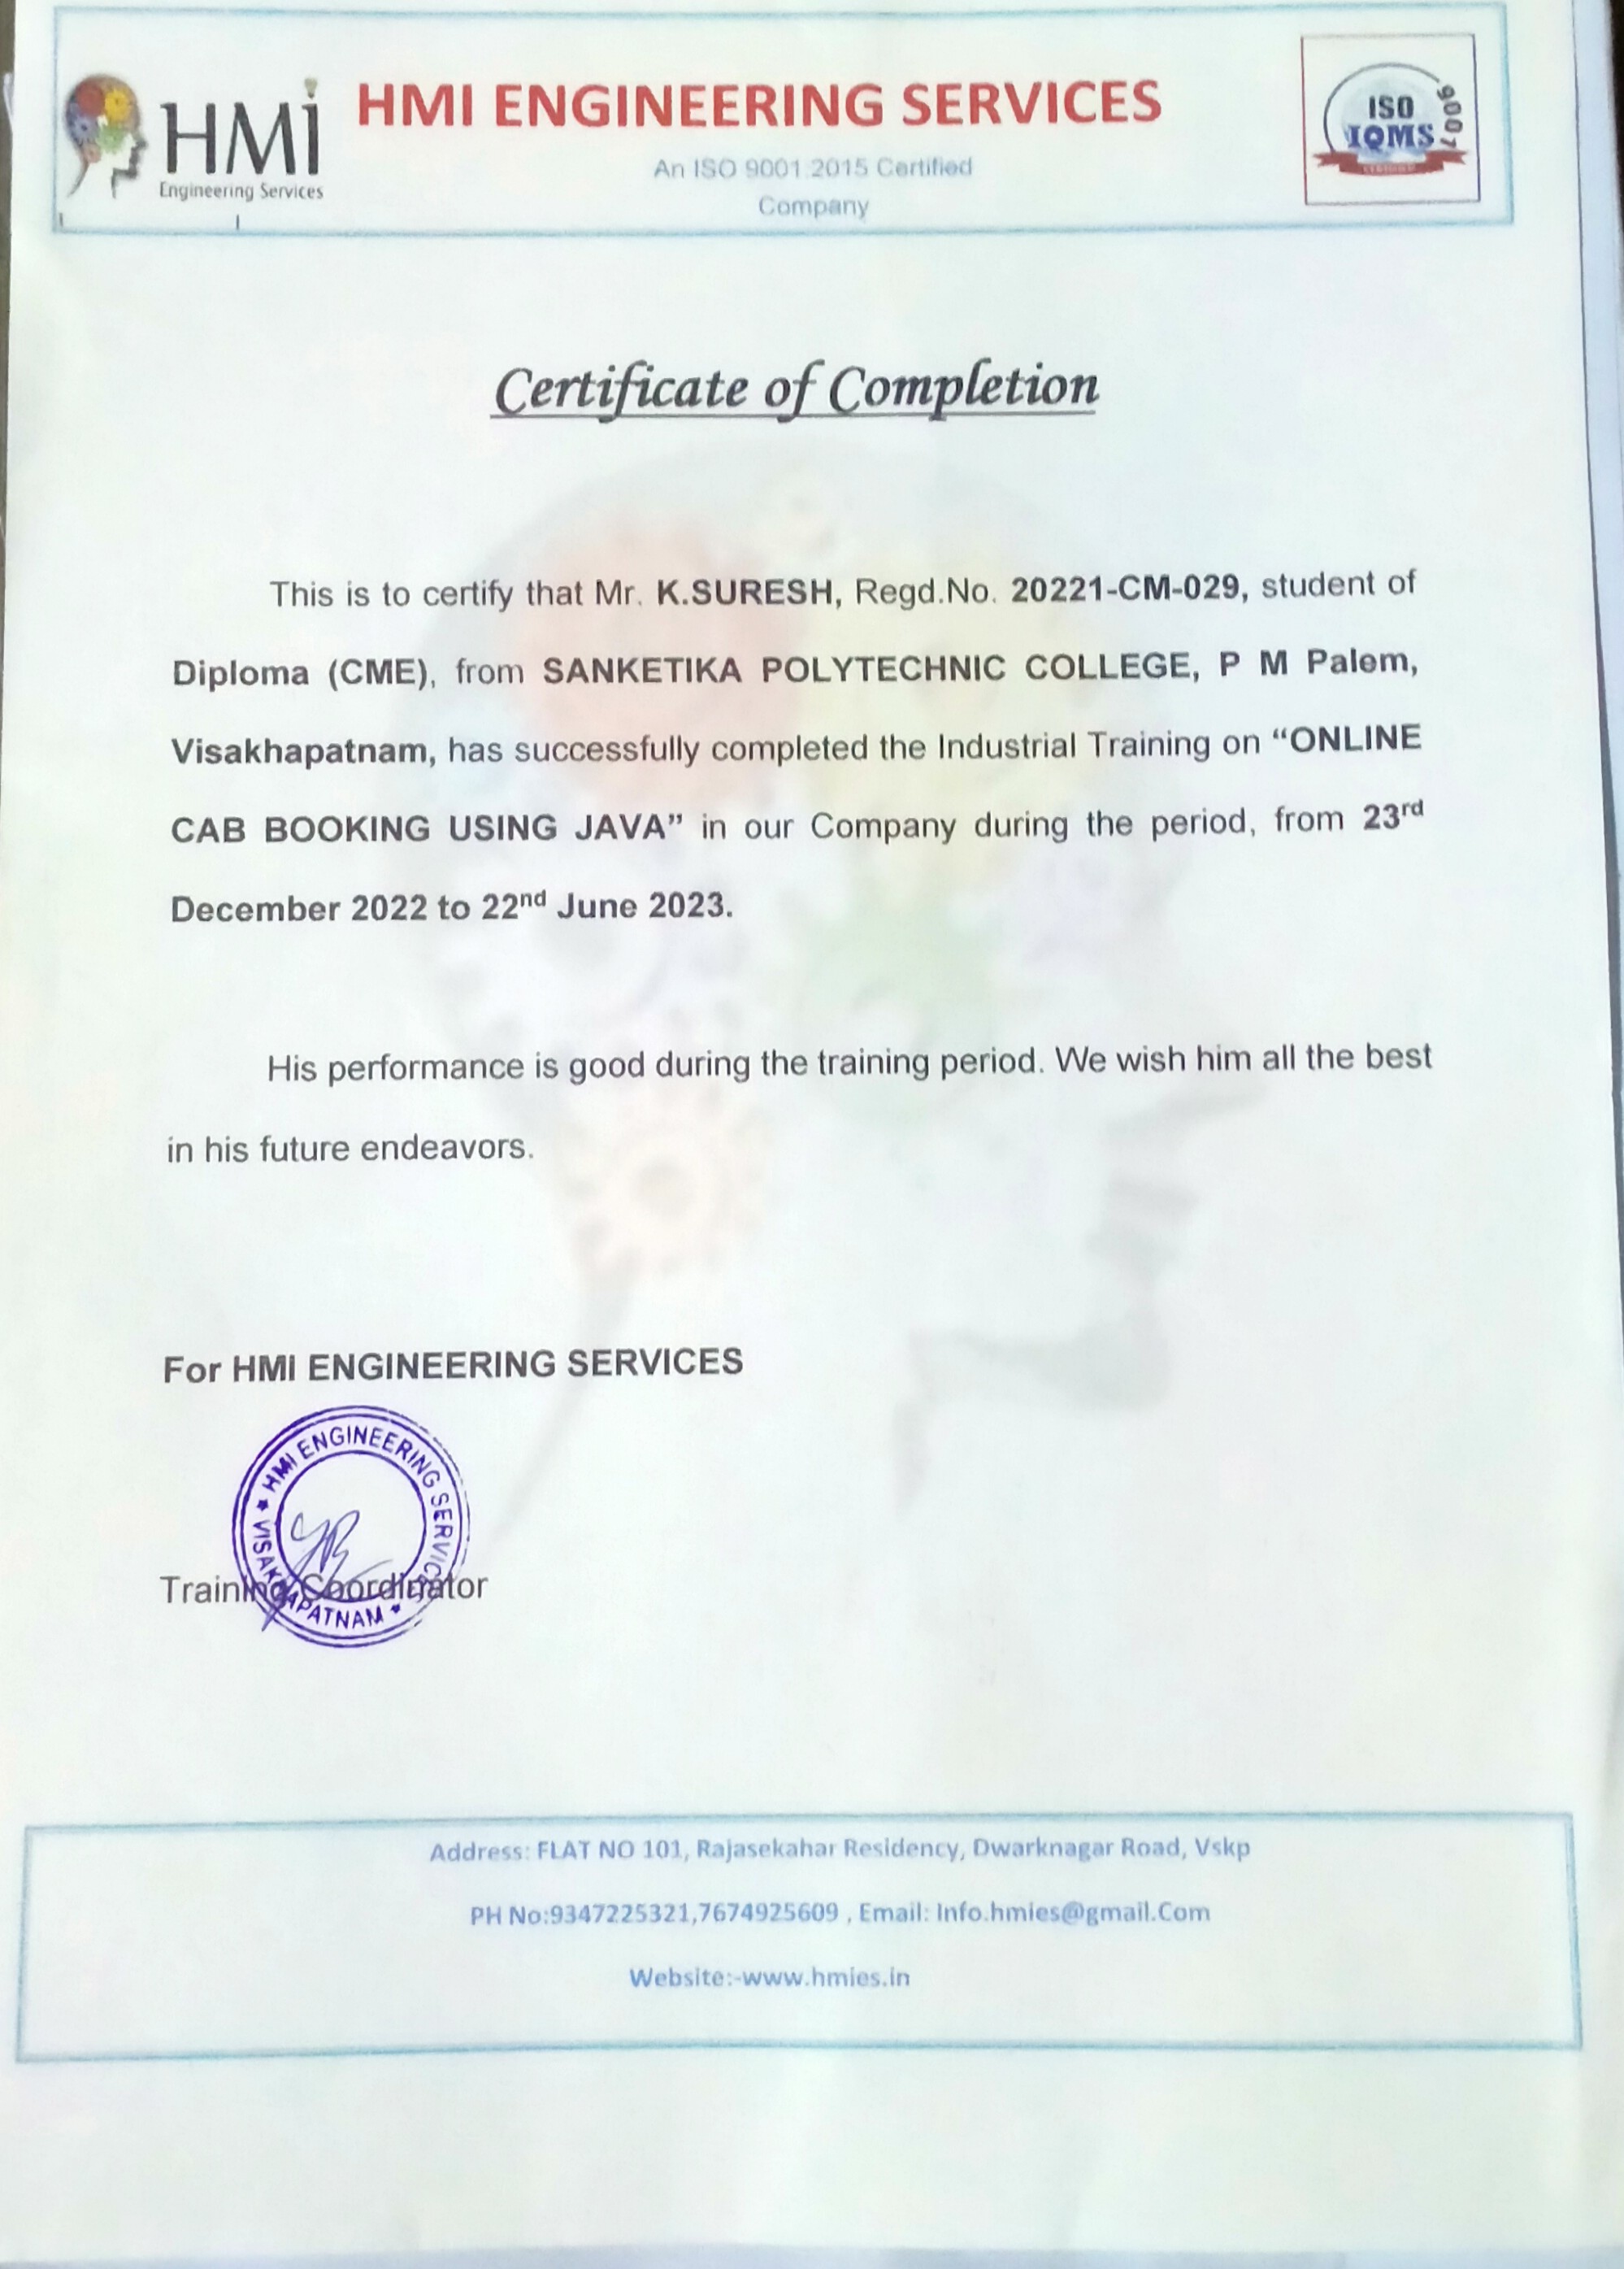 HMi
Engineering Services
HMI ENGINEERING SERVICES
An ISO 9001:2015 Certified
Company
ISO
IQMS
9001
Certificate of Completion
This is to certify that Mr. K.SURESH, Regd.No. 20221-CM-029, student of
Diploma (CME), from SANKETIKA POLYTECHNIC COLLEGE, P M Palem,
Visakhapatnam, has successfully completed the Industrial Training on “ONLINE
CAB BOOKING USING JAVA” in our Company during the period, from 23rd
December 2022 to 22nd June 2023.
His performance is good during the training period. We wish him all the best
in his future endeavors.
For HMI ENGINEERING SERVICES
HMI ENGINEERING SERVICES
VISAKHAPATNAM
Training Coordinator
Address: FLAT NO 101, Rajasekahar Residency, Dwarknagar Road, Vskp
PH No:9347225321,7674925609 , Email: Info.hmies@gmail.Com
Website:-www.hmies.in